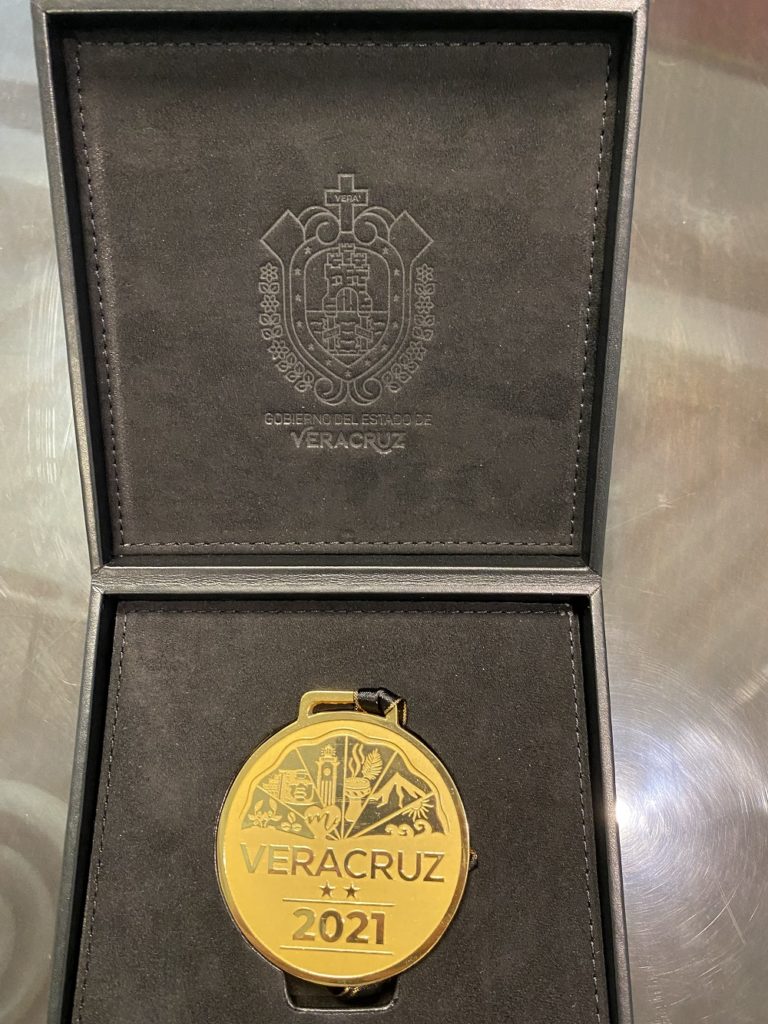 VERA
GOBIERNO DEL ESTADO DE
VERACRUZ
m
VERACRUZ
2021